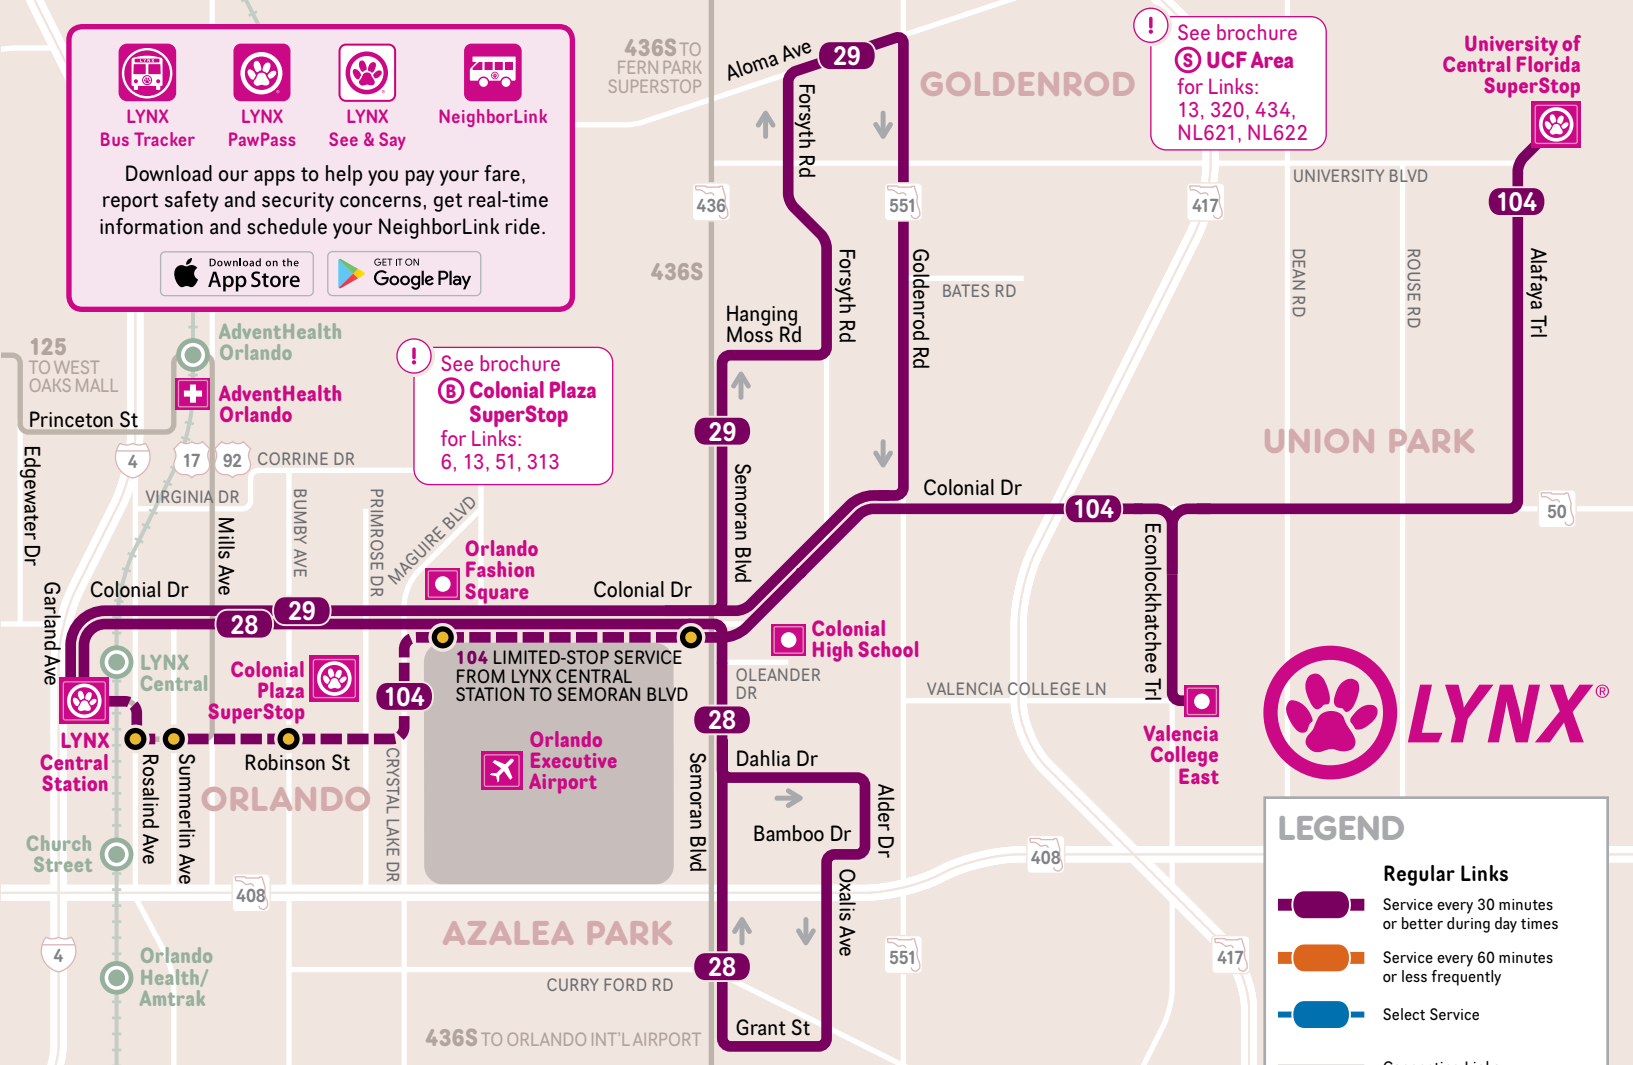 LYNX
Bus Tracker
LYNX
PawPass
LYNX
See & Say
NeighborLink
Download our apps to help you pay your fare,
report safety and security concerns, get real-time
information and schedule your NeighborLink ride.
Download on the
App Store
GET IT ON
Google Play
436S TO
FERN PARK
SUPERSTOP
Aloma Ave
29
GOLDENROD
!
See brochure
S UCF Area
for Links:
13, 320, 434,
NL621, NL622
University of
Central Florida
SuperStop
Forsyth Rd
UNIVERSITY BLVD
436
551
417
104
436S
Forsyth Rd
Goldenrod Rd
BATES RD
DEAN RD
ROUSE RD
Alafaya Trl
Hanging
Moss Rd
125
TO WEST
OAKS MALL
AdventHealth
Orlando
AdventHealth
Orlando
Princeton St
!
See brochure
B Colonial Plaza
SuperStop
for Links:
6, 13, 51, 313
29
UNION PARK
4
17
92
CORRINE DR
VIRGINIA DR
Edgewater Dr
Mills Ave
BUMBY AVE
PRIMROSE DR
MAGUIRE BLVD
Semoran Blvd
Colonial Dr
104
50
Orlando
Fashion
Square
Econlockhatchee Trl
Garland Ave
Colonial Dr
29
28
Colonial Dr
Colonial
High School
LYNX
Central
Colonial
Plaza
SuperStop
104
104 LIMITED-STOP SERVICE
FROM LYNX CENTRAL
STATION TO SEMORAN BLVD
OLEANDER
DR
VALENCIA COLLEGE LN
28
Valencia
College
East
LYNX®
LYNX
Central
Station
Rosalind Ave
Summerlin Ave
Robinson St
ORLANDO
CRYSTAL LAKE DR
Orlando
Executive
Airport
Semoran Blvd
Dahlia Dr
Alder Dr
Bamboo Dr
Oxalis Ave
Church
Street
408
408
AZALEA PARK
4
Orlando
Health/
Amtrak
28
551
417
CURRY FORD RD
436S TO ORLANDO INT'L AIRPORT
Grant St
LEGEND
Regular Links
Service every 30 minutes
or better during day times
Service every 60 minutes
or less frequently
Select Service